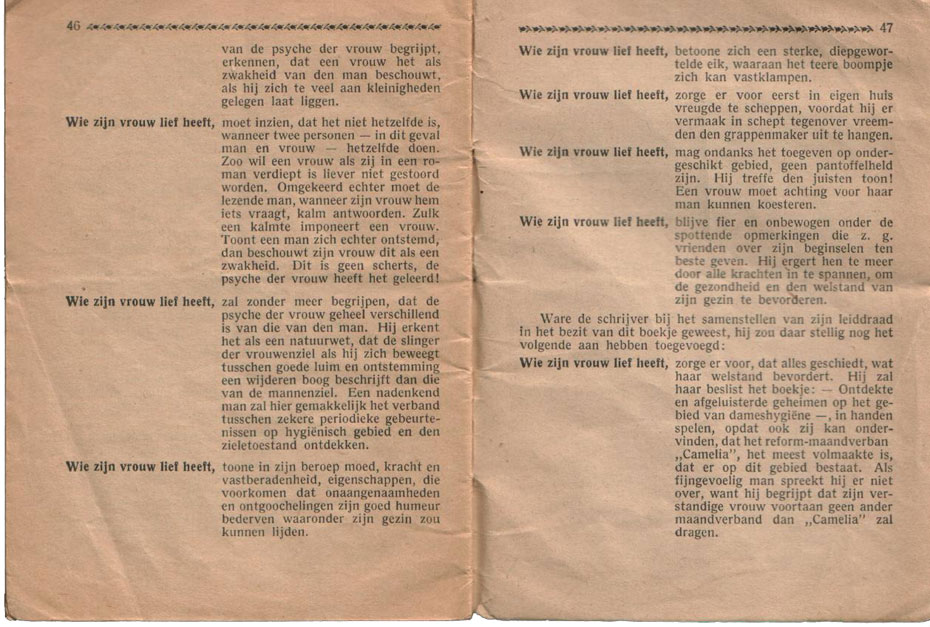 46
van de psyche der vrouw begrijpt,
erkennen, dat een vrouw het als
zwakheid van den man beschouwt,
als hij zich te veel aan kleinigheden
gelegen laat liggen.
Wie zijn vrouw lief heeft, moet inzien, dat het niet hetzelfde is,
wanneer twee personen — in dit geval
man en vrouw — hetzelfde doen.
Zoo wil een vrouw als zij in een ro-
man verdiept is liever niet gestoord
worden. Omgekeerd echter moet de
lezende man, wanneer zijn vrouw hem
iets vraagt, kalm antwoorden. Zulk
een kalmte imponeert een vrouw.
Toont een man zich echter ontstemd,
dan beschouwt zijn vrouw dit als een
zwakheid. Dit is geen scherts, de
psyche der vrouw heeft het geleerd!
Wie zijn vrouw lief heeft, zal zonder meer begrijpen, dat de
psyche der vrouw geheel verschillend
is van die van den man. Hij erkent
het als een natuurwet, dat de slinger
der vrouwenziel als hij zich beweegt
tusschen goede luim en ontstemming
een wijderen boog beschrijft dan die
van de mannenziel. Een nadenkend
man zal hier gemakkelijk het verband
tusschen zekere periodieke gebeurte-
nissen op hygiënisch gebied en den
zieletoestand ontdekken.
Wie zijn vrouw lief heeft, toone in zijn beroep moed, kracht en
vastberadenheid, eigenschappen, die
voorkomen dat onaangenaamheden
en ontgoochelingen zijn goed humeur
bederven waaronder zijn gezin zou
kunnen lijden.
47
Wie zijn vrouw lief heeft, betoone zich een sterke, diepgewor-
telde eik, waaraan het teere boompje
zich kan vastklampen.
Wie zijn vrouw lief heeft, zorge er voor eerst in eigen huis
vreugde te scheppen, voordat hij er
vermaak in schept tegenover vreem-
den den grappenmaker uit te hangen.
Wie zijn vrouw lief heeft, mag ondanks het toegeven op onder-
geschikt gebied, geen pantoffelheld
zijn. Hij treffe den juisten toon!
Een vrouw moet achting voor haar
man kunnen koesteren.
Wie zijn vrouw lief heeft, blijve fier en onbewogen onder de
spottende opmerkingen die z. g.
vrienden over zijn beginselen ten
beste geven. Hij ergert hen te meer
door alle krachten in te spannen, om
de gezondheid en den welstand van
zijn gezin te bevorderen.
Ware de schrijver bij het samenstellen van zijn leiddraad
in het bezit van dit boekje geweest, hij zou daar stellig nog het
volgende aan hebben toegevoegd:
Wie zijn vrouw lief heeft, zorge er voor, dat alles geschiedt, wat
haar welstand bevordert. Hij zal
haar beslist het boekje: — Ontdekte
en afgeluisterde geheimen op het ge-
bied van dameshygiëne —, in handen
spelen, opdat ook zij kan onder-
vinden, dat het reform-maandverban
„Camelia”, het meest volmaakte is,
dat er op dit gebied bestaat. Als
fijngevoelig man spreekt hij er niet
over, want hij begrijpt dat zijn ver-
standige vrouw voortaan geen ander
maandverband dan „Camelia” zal
dragen.